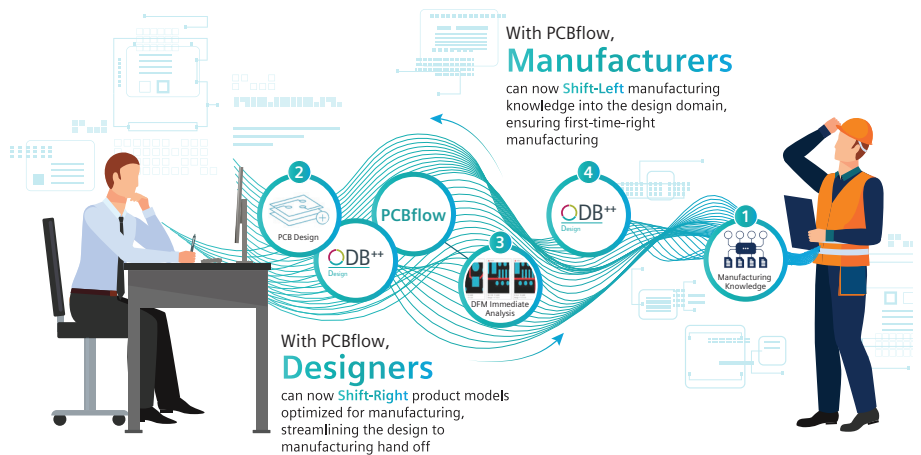 With PCBflow,
Manufacturers
can now Shift-Left manufacturing
knowledge into the design domain,
ensuring first-time-right
manufacturing
2
PCB Design
ODB++
Design
PCBflow
3
DFM Immediate
Analysis
4
ODB++
Design
1
Manufacturing
Knowledge
With PCBflow,
Designers
can now Shift-Right product models
optimized for manufacturing,
streamlining the design to
manufacturing hand off